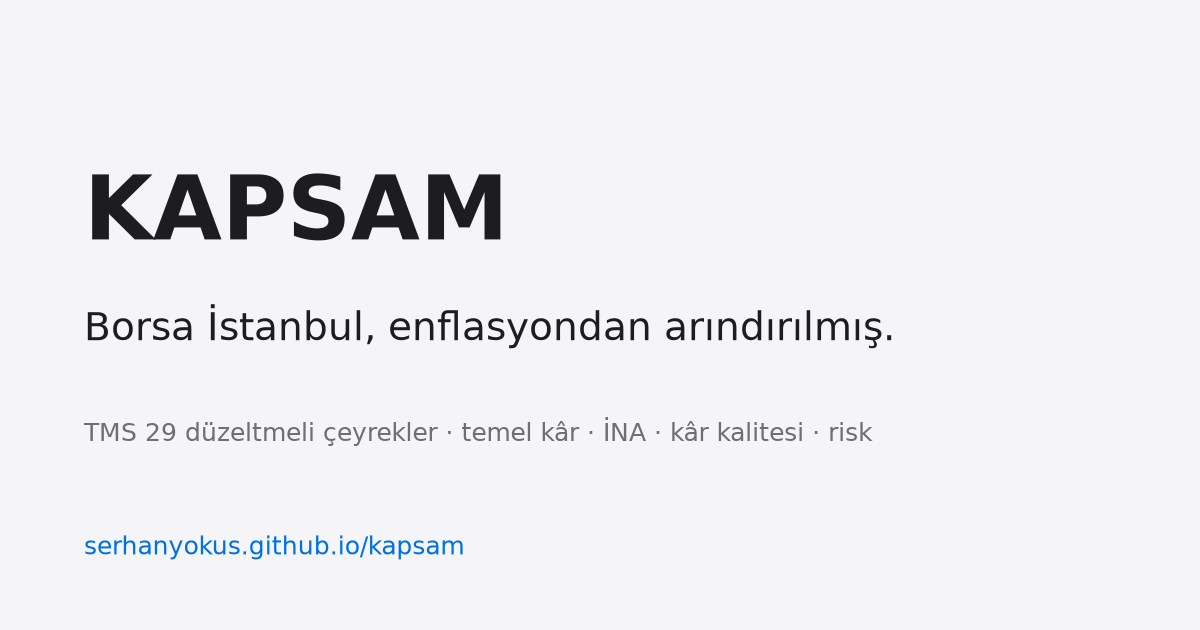 KAPSAM
Borsa İstanbul, enflasyondan arındırılmış.
TMS 29 düzeltmeli çeyrekler · temel kâr · İNA · kâr kalitesi · risk
serhanyokus.github.io/kapsam